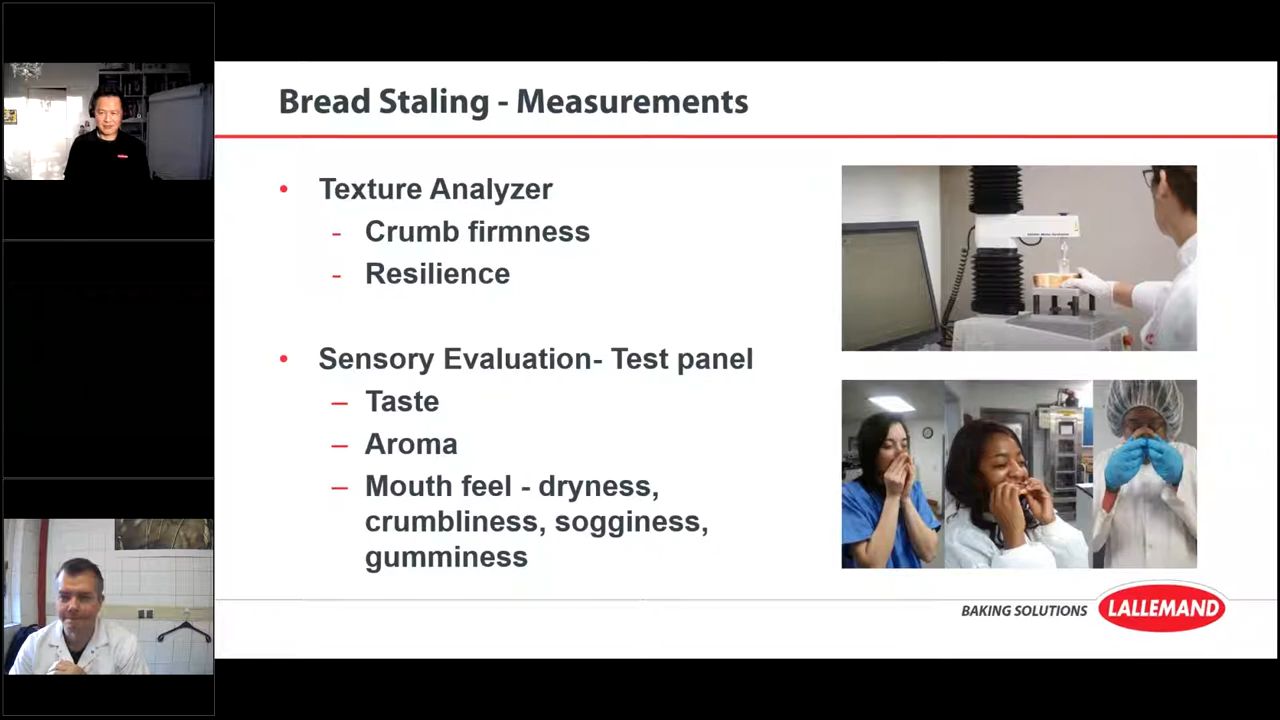 Bread Staling - Measurements
• Texture Analyzer
- Crumb firmness
- Resilience
• Sensory Evaluation- Test panel
– Taste
– Aroma
– Mouth feel - dryness,
crumbliness, sogginess,
gumminess
BAKING SOLUTIONS
LALLEMAND